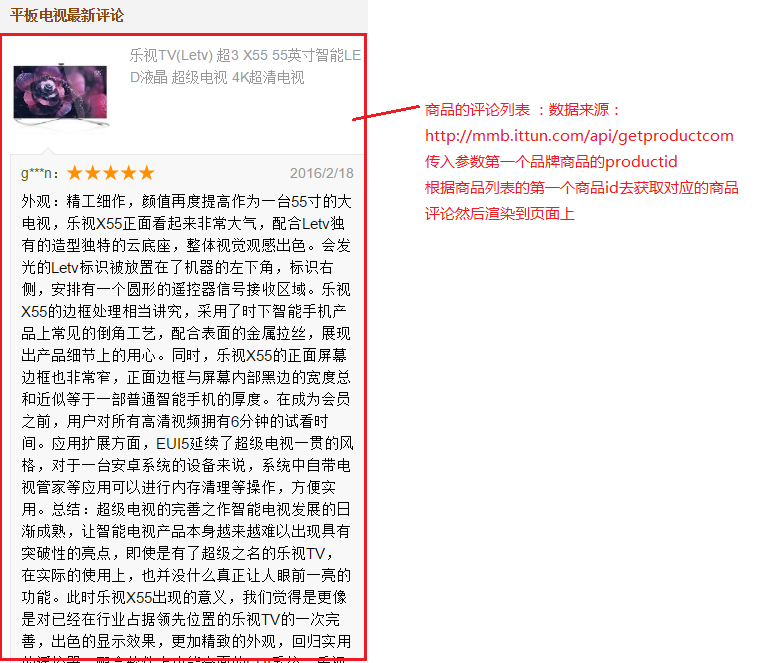 平板电视最新评论
乐视TV(Letv) 超3 X55 55英寸智能LE
D液晶 超级电视 4K超清电视
商品的评论列表 ：数据来源：
http://mmb.ittun.com/api/getproductcom
传入参数第一个品牌商品的productid
根据商品列表的第一个商品id去获取对应的商品
评论然后渲染到页面上
g***n： ★★★★★ 2016/2/18
外观：精工细作，颜值再度提高作为一台55寸的大
电视，乐视X55正面看起来非常大气，配合Letv独
有的造型独特的云底座，整体视觉观感出色。会发
光的Letv标识被放置在了机器的左下角，标识右
侧，安排有一个圆形的遥控器信号接收区域。乐视
X55的边框处理相当讲究，采用了时下智能手机产
品上常见的倒角工艺，配合表面的金属拉丝，展现
出产品细节上的用心。同时，乐视X55的正面屏幕
边框也非常窄，正面边框与屏幕内部黑边的宽度总
和近似等于一部普通智能手机的厚度。在成为会员
之前，用户对所有高清视频拥有6分钟的试看时
间。应用扩展方面，EUI5延续了超级电视一贯的风
格，对于一台安卓系统的设备来说，系统中自带电
视管家等应用可以进行内存清理等操作，方便实
用。总结：超级电视的完善之作智能电视发展的日
渐成熟，让智能电视产品本身越来越难以出现具有
突破性的亮点，即使是有了超级之名的乐视TV，
在实际的使用上，也并没什么真正让人眼前一亮的
功能。此时乐视X55出现的意义，我们觉得是更像
是对已经在行业占据领先位置的乐视TV的一次完
善，出色的显示效果，更加精致的外观，回归实用